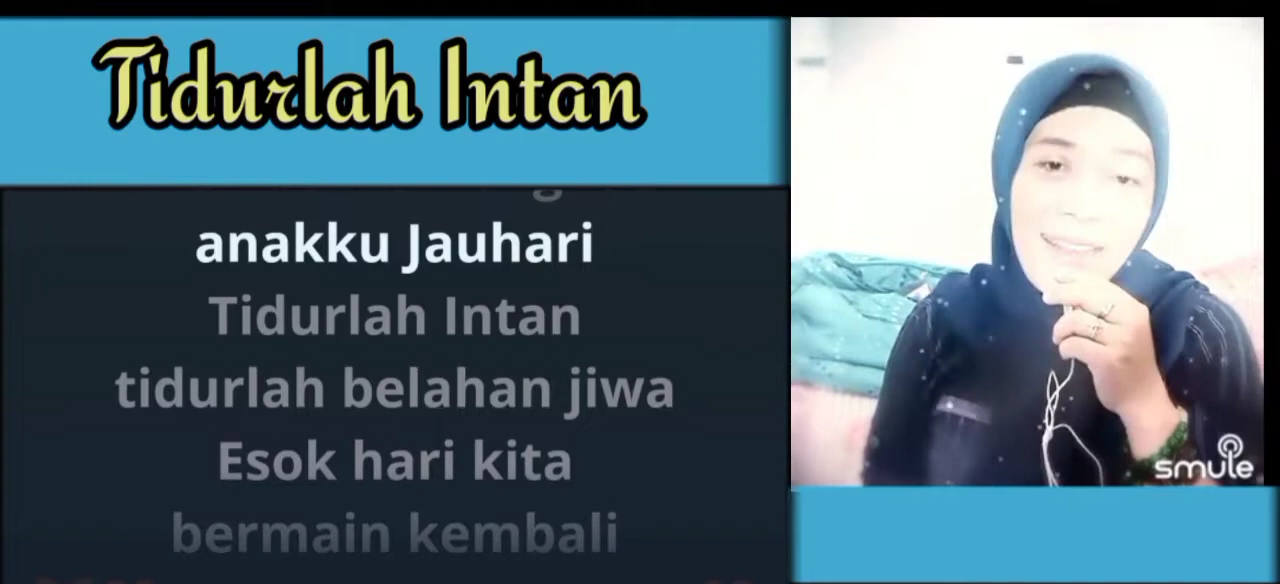 Tidurlah Intan
anakku Jauhari
Tidurlah Intan
tidurlah belahan jiwa
Esok hari kita
bermain kembali
smule